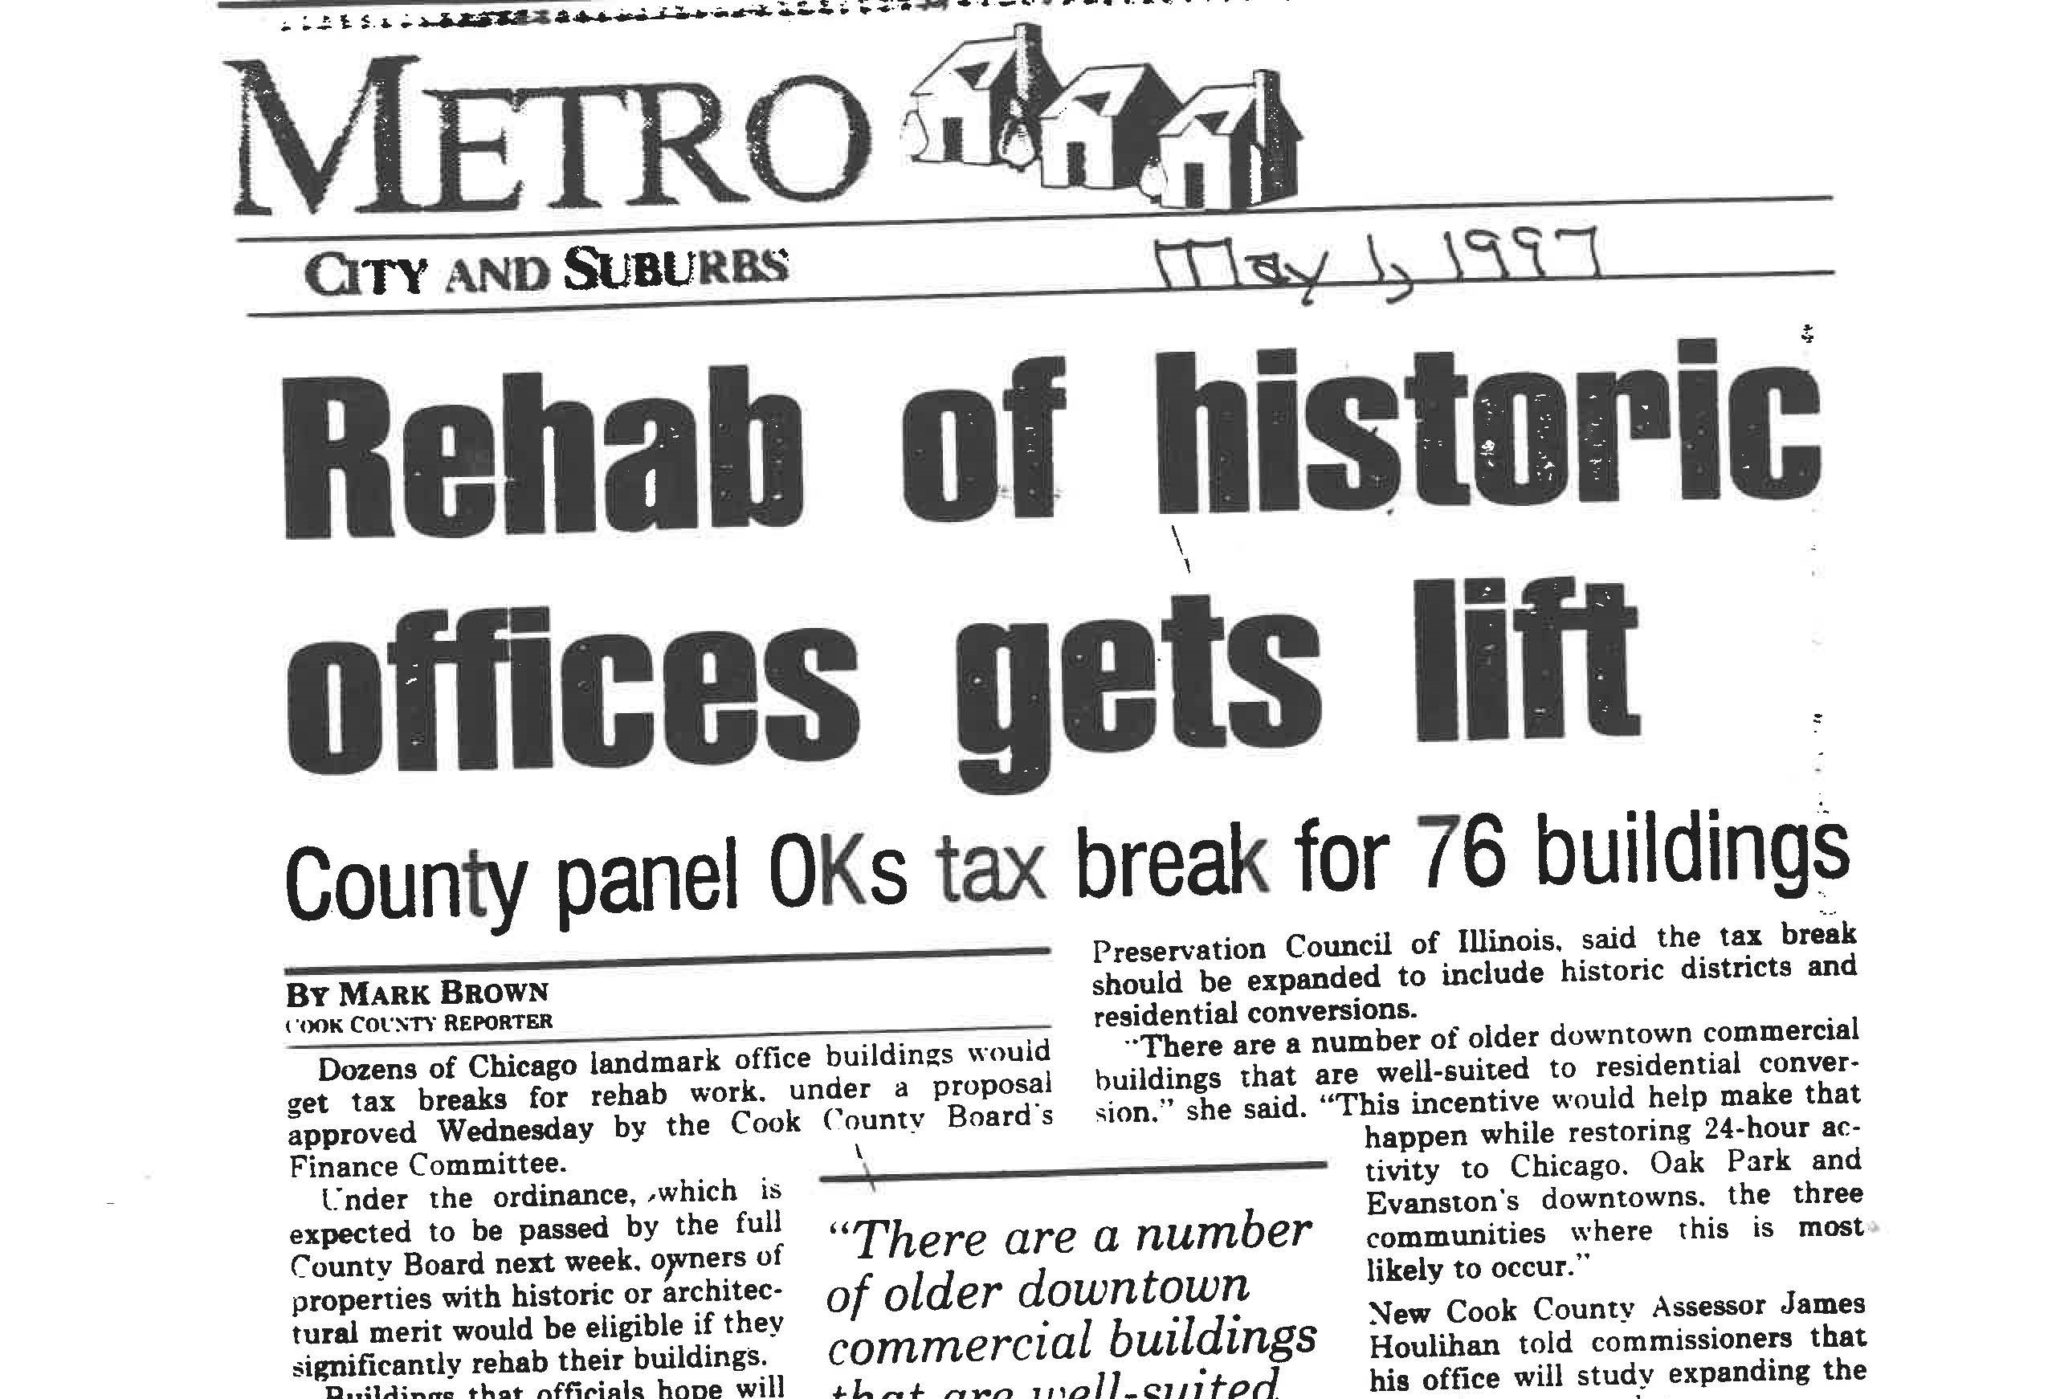 METRO
CITY AND SUBURBS
May 1, 1997
Rehab of historic
offices gets lift
County panel OKs tax break for 76 buildings
BY MARK BROWN
COOK COUNTY REPORTER
Dozens of Chicago landmark office buildings would
get tax breaks for rehab work, under a proposal
approved Wednesday by the Cook County Board's
Finance Committee.
Under the ordinance, which is
expected to be passed by the full
County Board next week, owners of
properties with historic or architec-
tural merit would be eligible if they
significantly rehab their buildings.
Buildings that officials hope will
"There are a number
of older downtown
commercial buildings
that are well-suited
Preservation Council of Illinois, said the tax break
should be expanded to include historic districts and
residential conversions.
"There are a number of older downtown commercial
buildings that are well-suited to residential conver-
sion," she said. "This incentive would help make that
happen while restoring 24-hour ac-
tivity to Chicago, Oak Park and
Evanston's downtowns, the three
communities where this is most
likely to occur."
New Cook County Assessor James
Houlihan told commissioners that
his office will study expanding the